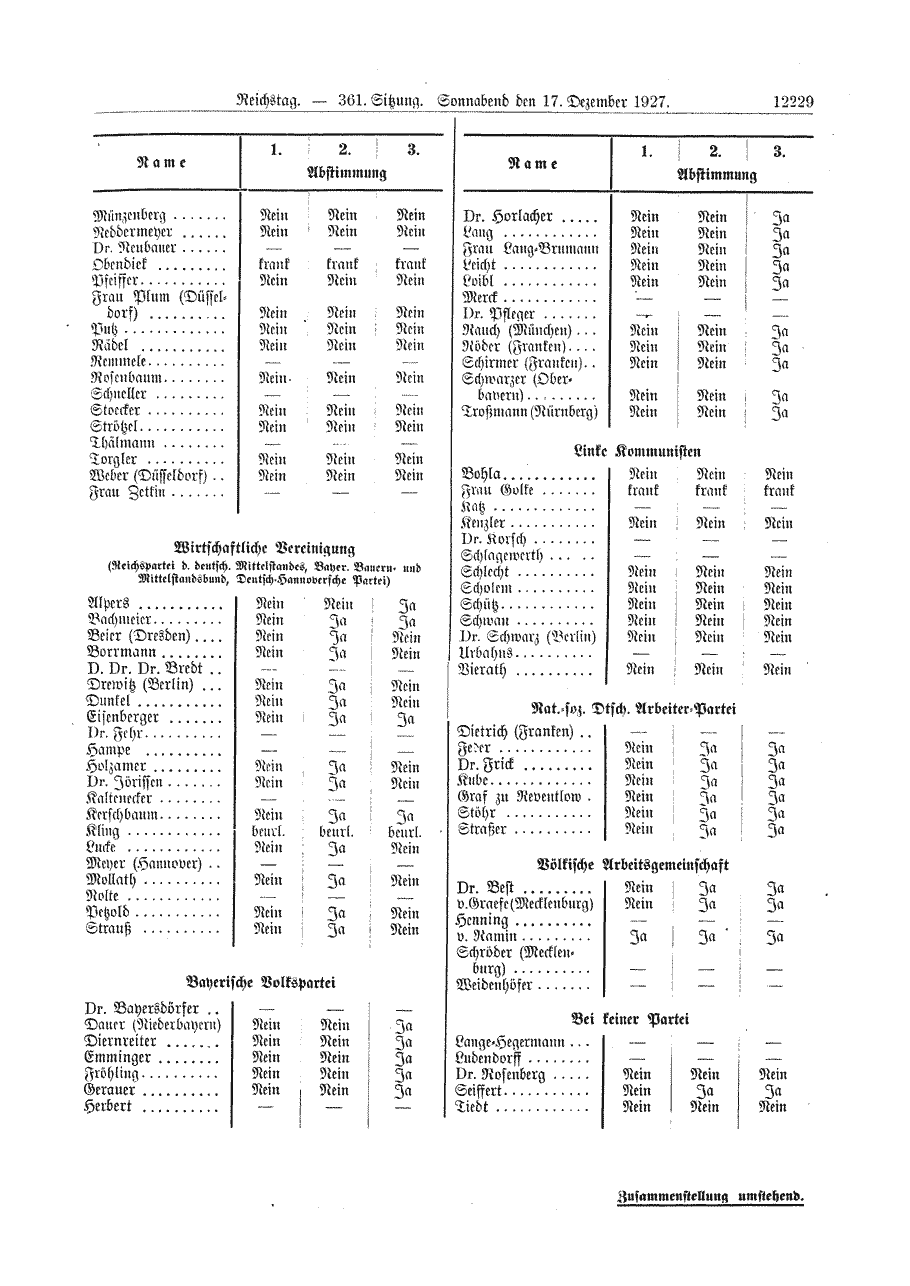 Reichstag. — 361. Sitzung. Sonnabend den 17. Dezember 1927. 12229
Name 1. 2. 3.
Abstimmung
Münzenberg ....... Nein Nein Nein
Neddermeyer ...... Nein Nein Nein
Dr. Neubauer ...... — — —
Obendiek ......... krank krank krank
Pfeiffer........... Nein Nein Nein
Frau Plum (Düssel-
dorf) .......... Nein Nein Nein
Putz ............. Nein Nein Nein
Rädel ........... Nein Nein Nein
Remmele.......... — — —
Rosenbaum........ Nein Nein Nein
Schneller ......... — — —
Stoecker .......... Nein Nein Nein
Strötzel........... Nein Nein Nein
Thälmann ........ — — —
Torgler .......... Nein Nein Nein
Weber (Düsseldorf) .. Nein Nein Nein
Frau Zetkin ....... — — —
Wirtschaftliche Vereinigung
(Reichspartei d. deutsch. Mittelstandes, Bayer. Bauern- und
Mittelstandsbund, Deutsch-Hannoversche Partei)
Alpers ........... Nein Nein Ja
Bachmeier......... Nein Ja Ja
Beier (Dresden) .... Nein Ja Nein
Borrmann ........ Nein Ja Nein
D. Dr. Dr. Bredt .. — — —
Drewitz (Berlin) ... Nein Ja Nein
Dunkel ........... Nein Ja Nein
Eisenberger ....... Nein Ja Ja
Dr. Fehr.......... — — —
Hampe .......... — — —
Holzamer ......... Nein Ja Nein
Dr. Jörissen ....... Nein Ja Nein
Kaltenecker ........ — — —
Kerschbaum........ Nein Ja Ja
Kling ............ beurl. beurl. beurl.
Lucke ............ Nein Ja Nein
Meyer (Hannover) .. — — —
Mollath .......... Nein Ja Nein
Nolte ............ — — —
Petzold ........... Nein Ja Nein
Strauß .......... Nein Ja Nein
Bayerische Volkspartei
Dr. Bayersdörfer .. — — —
Dauer (Niederbayern) Nein Nein Ja
Diernreiter ....... Nein Nein Ja
Emminger ........ Nein Nein Ja
Fröhling.......... Nein Nein Ja
Gerauer .......... Nein Nein Ja
Herbert .......... — — —
Name 1. 2. 3.
Abstimmung
Dr. Horlacher ..... Nein Nein Ja
Lang ............ Nein Nein Ja
Frau Lang-Brumann Nein Nein Ja
Leicht ............ Nein Nein Ja
Loibl ............ Nein Nein Ja
Merck ............ — — —
Dr. Pfleger ....... — — —
Rauch (München) ... Nein Nein Ja
Röder (Franken).... Nein Nein Ja
Schirmer (Franken).. Nein Nein Ja
Schwarzer (Ober-
bayern)......... Nein Nein Ja
Troßmann (Nürnberg) Nein Nein Ja
Linke Kommunisten
Bohla............ Nein Nein Nein
Frau Golke ....... krank krank krank
Katz ............. — — —
Kenzler ........... Nein Nein Nein
Dr. Korsch ........ — — —
Schlagewerth ... .. — — —
Schlecht .......... Nein Nein Nein
Scholem .......... Nein Nein Nein
Schütz............ Nein Nein Nein
Schwan .......... Nein Nein Nein
Dr. Schwarz (Berlin) Nein Nein Nein
Urbahns.......... — — —
Vierath .......... Nein Nein Nein
Nat.-soz. Dtsch. Arbeiter-Partei
Dietrich (Franken) .. — — —
Feder ............ Nein Ja Ja
Dr. Frick ......... Nein Ja Ja
Kube............. Nein Ja Ja
Graf zu Reventlow . Nein Ja Ja
Stöhr ........... Nein Ja Ja
Straßer .......... Nein Ja Ja
Völkische Arbeitsgemeinschaft
Dr. Best ......... Nein Ja Ja
v. Graefe (Mecklenburg) Nein Ja Ja
Henning .......... — — —
v. Ramin ......... Ja Ja Ja
Schröder (Mecklen-
burg) .......... — — —
Weidenhöfer ....... — — —
Bei keiner Partei
Lange-Hegermann ... — — —
Ludendorff ........ — — —
Dr. Rosenberg ..... Nein Nein Nein
Seiffert........... Nein Ja Ja
Tiedt ............ Nein Nein Nein
Zusammenstellung umstehend.